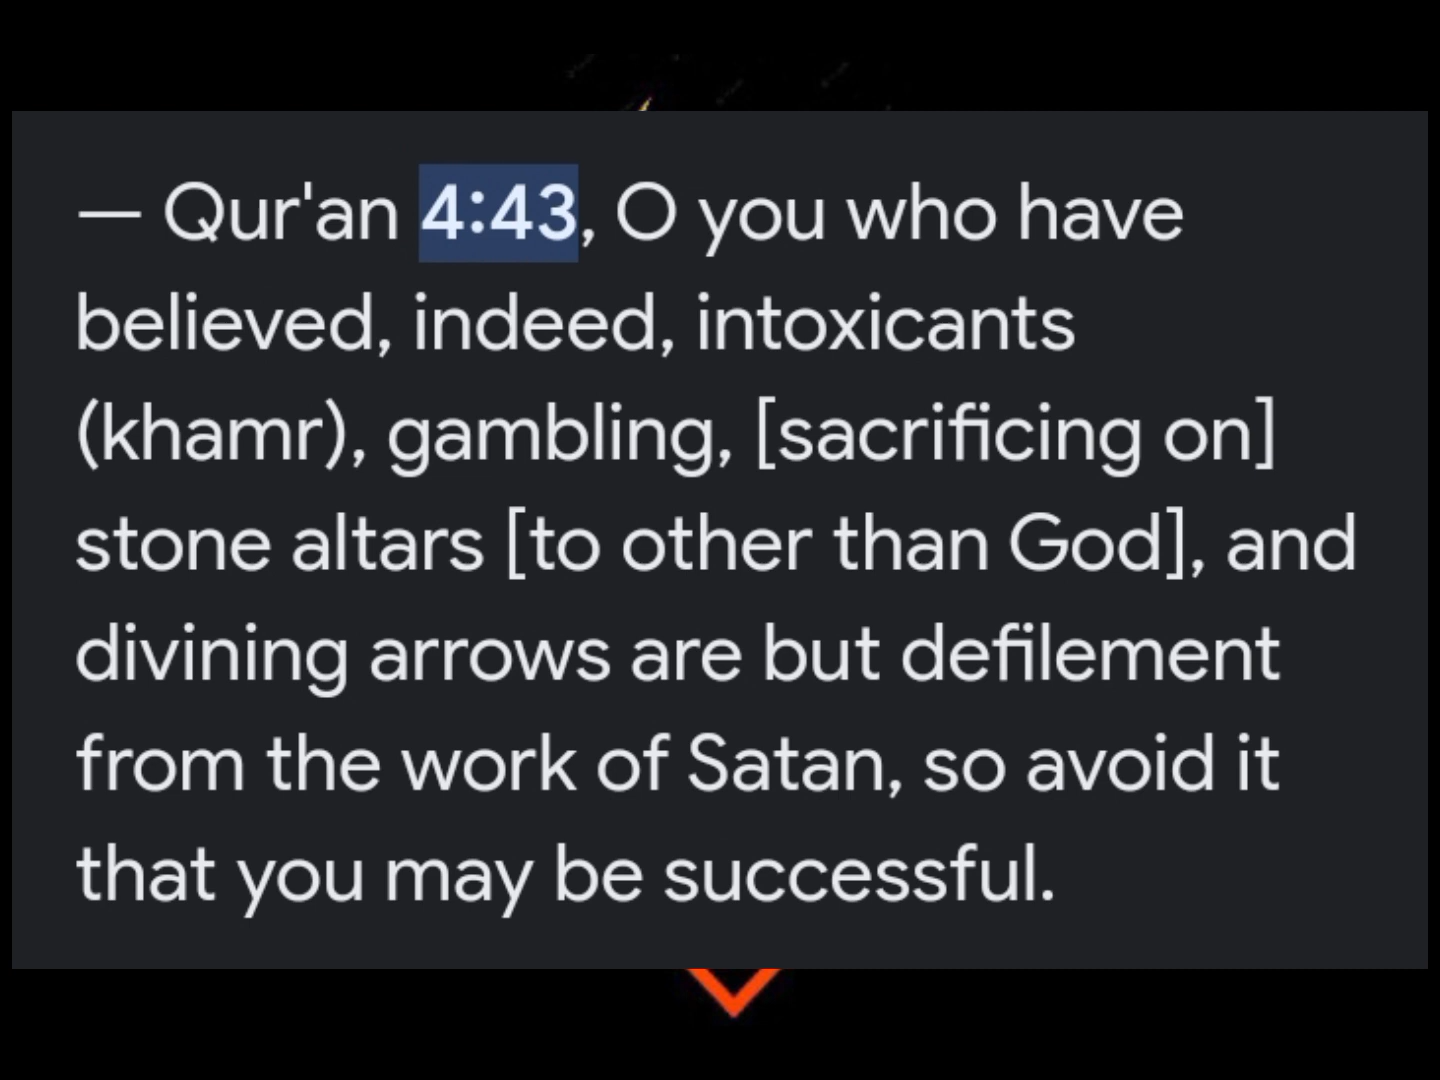 — Qur'an 4:43, O you who have
believed, indeed, intoxicants
(khamr), gambling, [sacrificing on]
stone altars [to other than God], and
divining arrows are but defilement
from the work of Satan, so avoid it
that you may be successful.